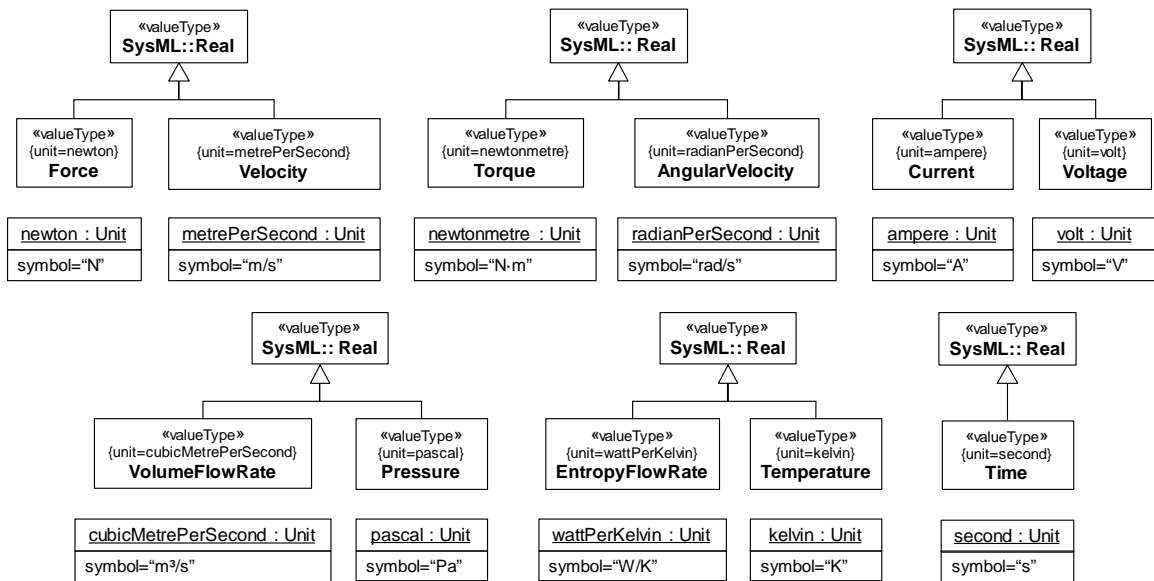 «valueType»
SysML::Real
«valueType»
{unit=newton}
Force
«valueType»
{unit=metrePerSecond}
Velocity
newton : Unit
symbol=“N”
metrePerSecond : Unit
symbol=“m/s”
«valueType»
SysML::Real
«valueType»
{unit=newtonmetre}
Torque
«valueType»
{unit=radianPerSecond}
AngularVelocity
newtonmetre : Unit
symbol=“N·m”
radianPerSecond : Unit
symbol=“rad/s”
«valueType»
SysML::Real
«valueType»
{unit=ampere}
Current
«valueType»
{unit=volt}
Voltage
ampere : Unit
symbol=“A”
volt : Unit
symbol=“V”
«valueType»
SysML:: Real
«valueType»
{unit=cubicMetrePerSecond}
VolumeFlowRate
«valueType»
{unit=pascal}
Pressure
cubicMetrePerSecond : Unit
symbol=“m³/s”
pascal : Unit
symbol=“Pa”
«valueType»
SysML:: Real
«valueType»
{unit=wattPerKelvin}
EntropyFlowRate
«valueType»
{unit=kelvin}
Temperature
wattPerKelvin : Unit
symbol=“W/K”
kelvin : Unit
symbol=“K”
«valueType»
SysML:: Real
«valueType»
{unit=second}
Time
second : Unit
symbol=“s”